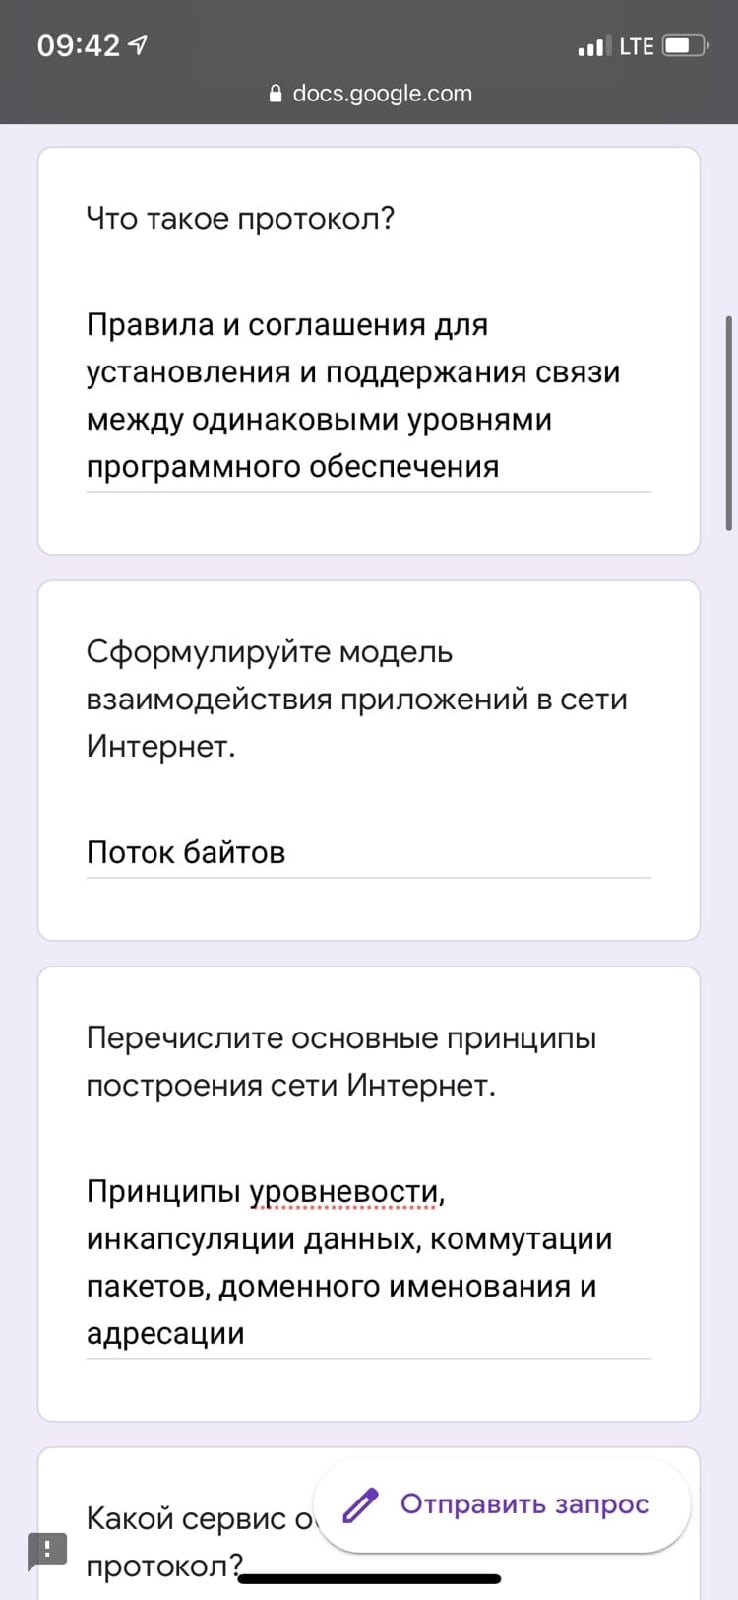 09:42
LTE
docs.google.com
Что такое протокол?
Правила и соглашения для
установления и поддержания связи
между одинаковыми уровнями
программного обеспечения
Сформулируйте модель
взаимодействия приложений в сети
Интернет.
Поток байтов
Перечислите основные принципы
построения сети Интернет.
Принципы уровневости,
инкапсуляции данных, коммутации
пакетов, доменного именования и
адресации
Какой сервис
Отправить запрос
протокол?